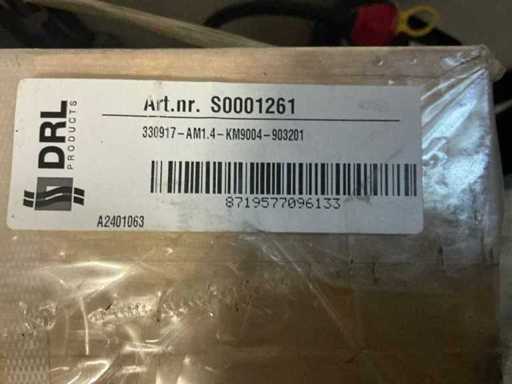 DRL
PRODUCTS
Art.nr. S0001261
330917-AM1.4-KM9004-903201
8719577096133
A2401063